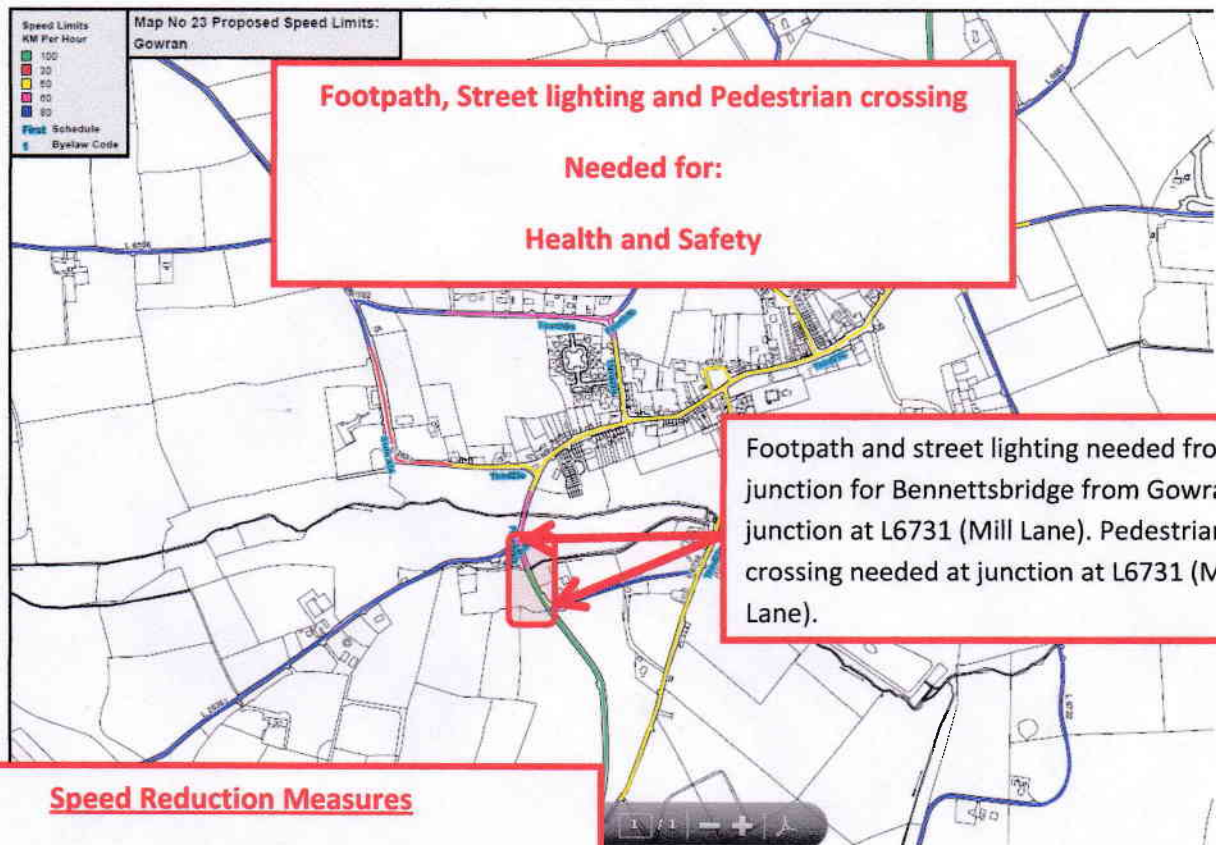 Speed Limits
KM Per Hour
100
30
50
60
80
First Schedule
1 Byelaw Code
Map No 23 Proposed Speed Limits:
Gowran
Footpath, Street lighting and Pedestrian crossing
Needed for:
Health and Safety
Footpath and street lighting needed fro
junction for Bennettsbridge from Gowra
junction at L6731 (Mill Lane). Pedestrian
crossing needed at junction at L6731 (M
Lane).
Speed Reduction Measures
1 / 1